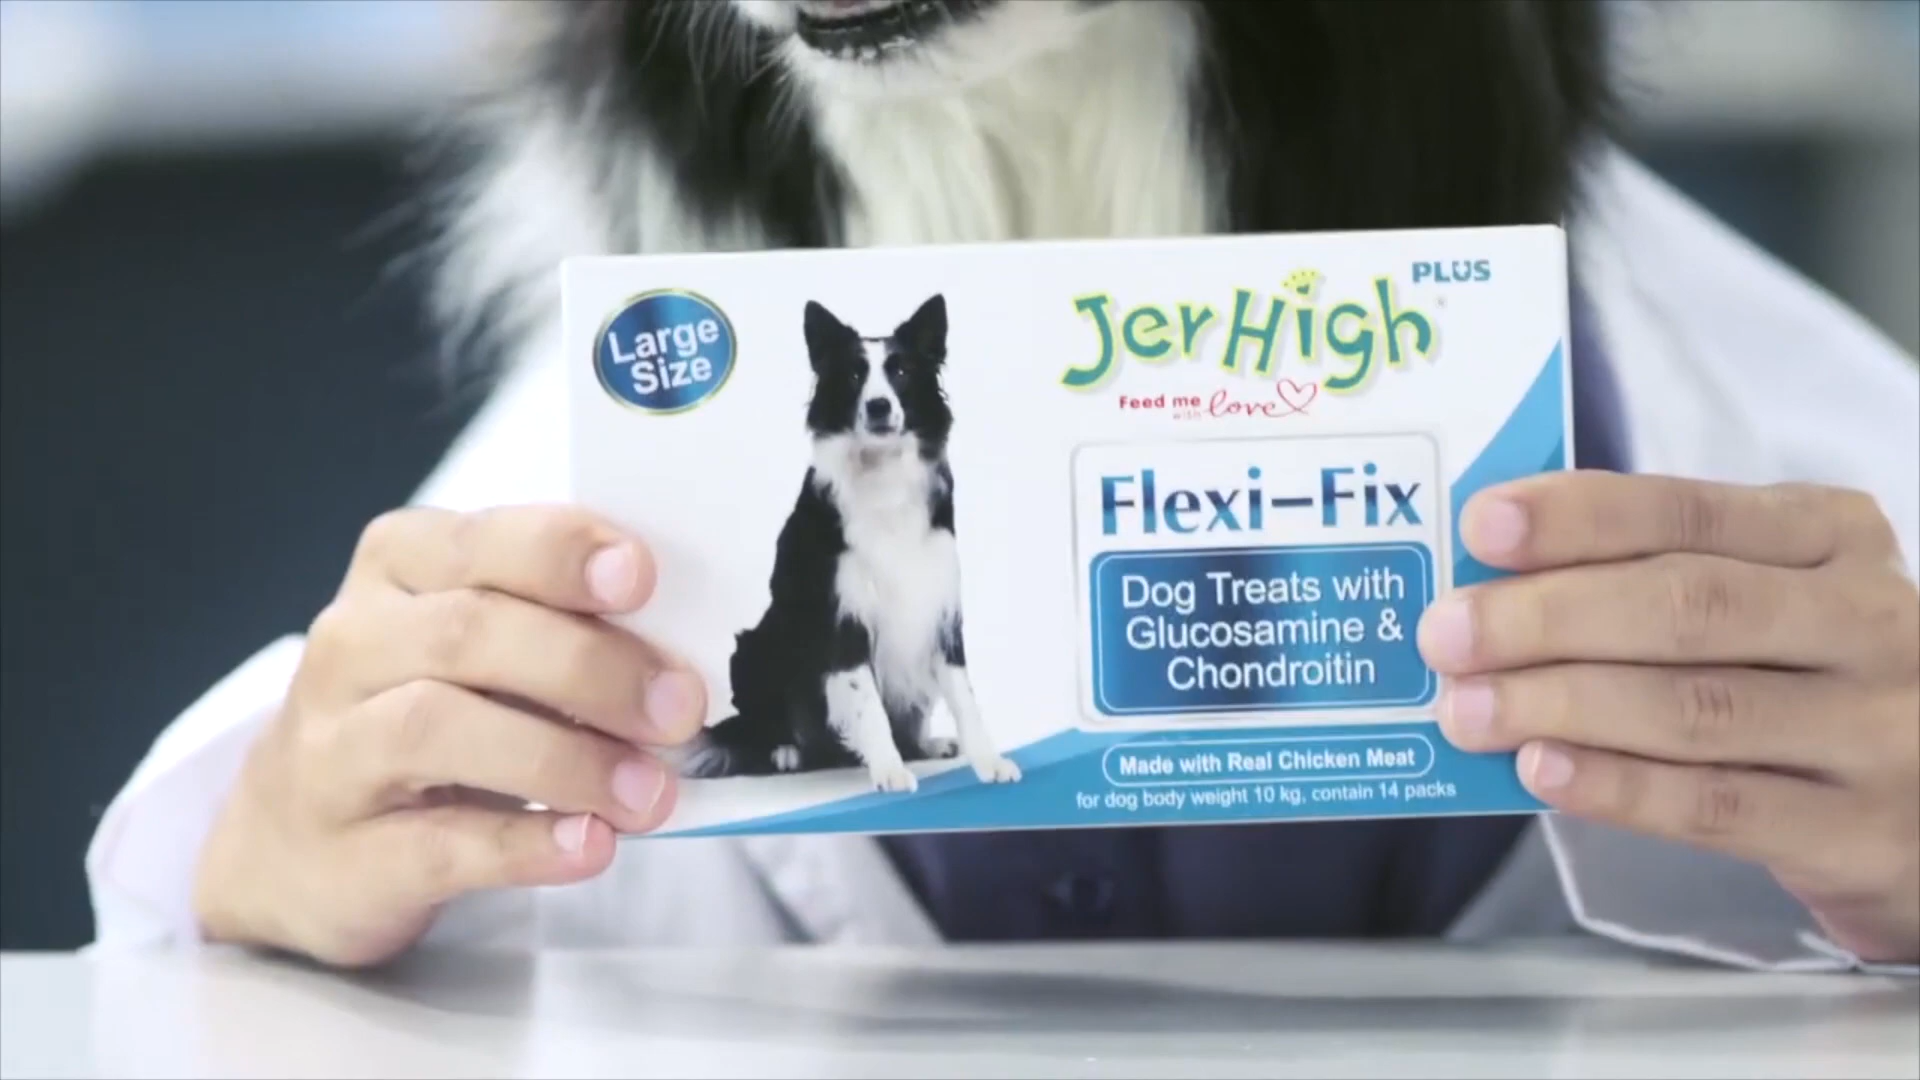 Large
Size
JerHigh PLUS
Feed me
with love
Flexi-Fix
Dog Treats with
Glucosamine &
Chondroitin
Made with Real Chicken Meat
for dog body weight 10 kg, contain 14 packs